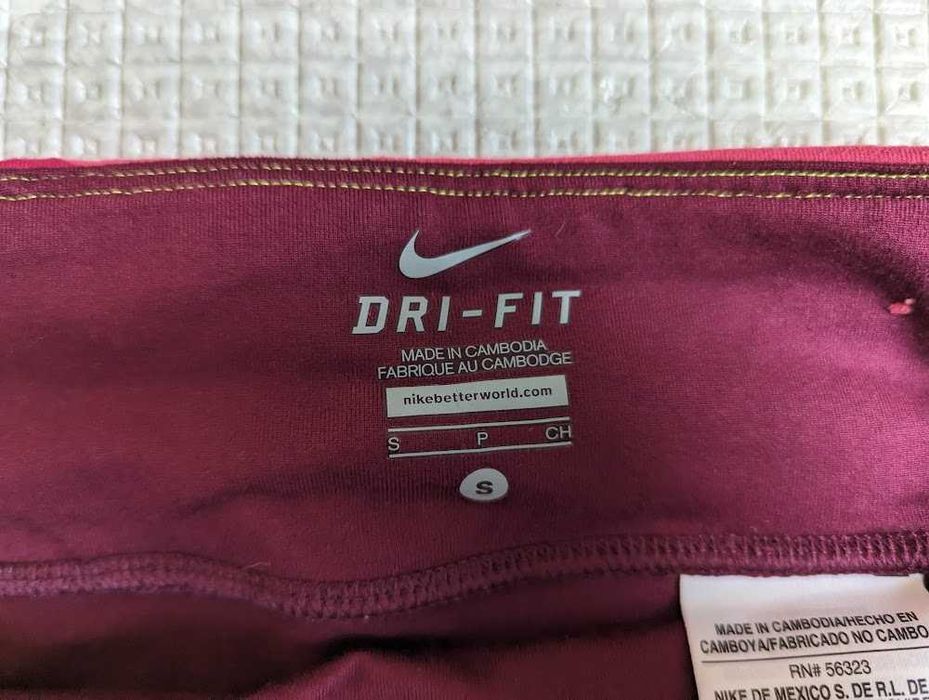 DRI-FIT
MADE IN CAMBODIA
FABRIQUE AU CAMBODGE
nikebetterworld.com
S P CH
S
MADE IN CAMBODIA/HECHO EN
CAMBOYA/FABRICADO NO CAMBO
RN# 56323
NIKE DE MEXICO S. DE R.L. DE